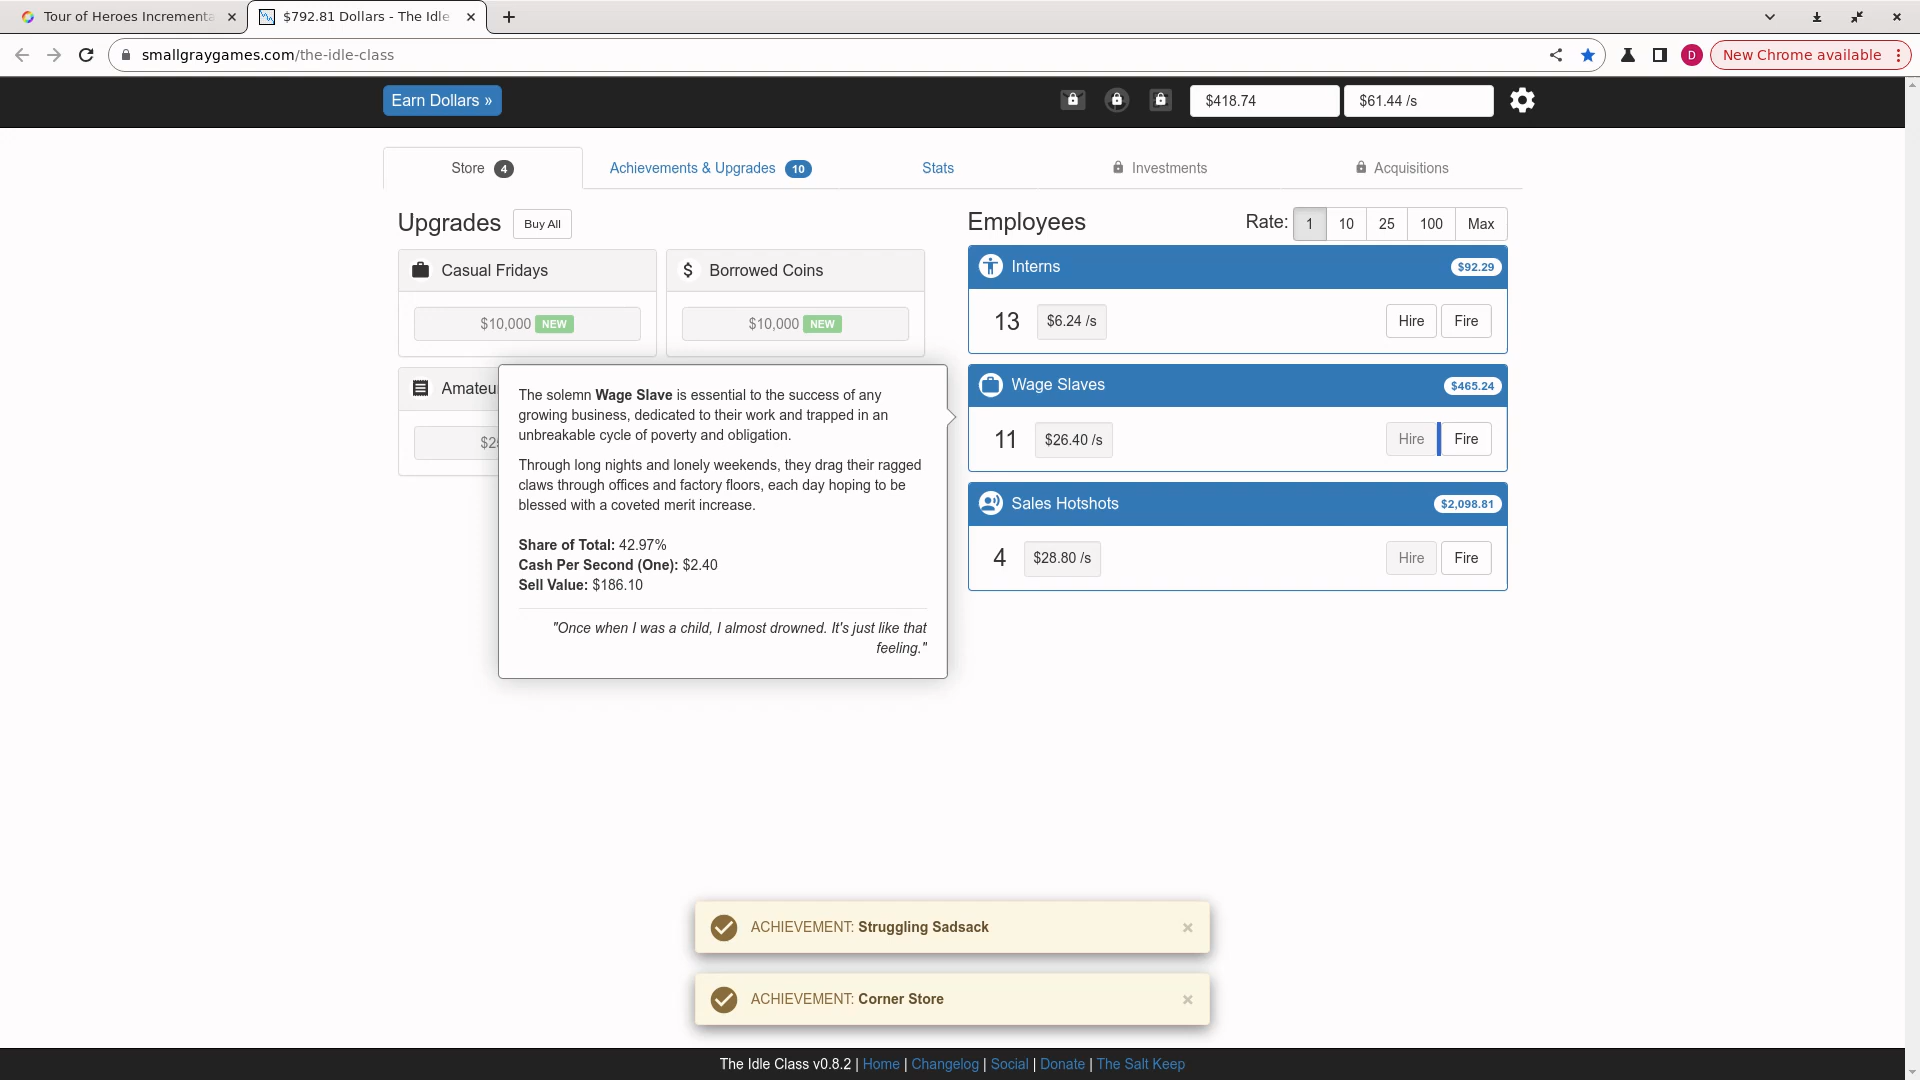 Tour of Heroes Incrementa
$792.81 Dollars - The Idle
smallgraygames.com/the-idle-class
D
New Chrome available
Earn Dollars »
$418.74
$61.44 /s
Store 4
Achievements & Upgrades 10
Stats
Investments
Acquisitions
Upgrades
Buy All
Casual Fridays
$10,000 NEW
Borrowed Coins
$10,000 NEW
Employees
Rate: 1 10 25 100 Max
Interns
$92.29
13
$6.24 /s
Hire
Fire
Wage Slaves
$465.24
11
$26.40 /s
Hire
Fire
Sales Hotshots
$2,098.81
4
$28.80 /s
Hire
Fire
The solemn Wage Slave is essential to the success of any
growing business, dedicated to their work and trapped in an
unbreakable cycle of poverty and obligation.
Through long nights and lonely weekends, they drag their ragged
claws through offices and factory floors, each day hoping to be
blessed with a coveted merit increase.
Share of Total: 42.97%
Cash Per Second (One): $2.40
Sell Value: $186.10
"Once when I was a child, I almost drowned. It's just like that
feeling."
ACHIEVEMENT: Struggling Sadsack
ACHIEVEMENT: Corner Store
The Idle Class v0.8.2 | Home | Changelog | Social | Donate | The Salt Keep